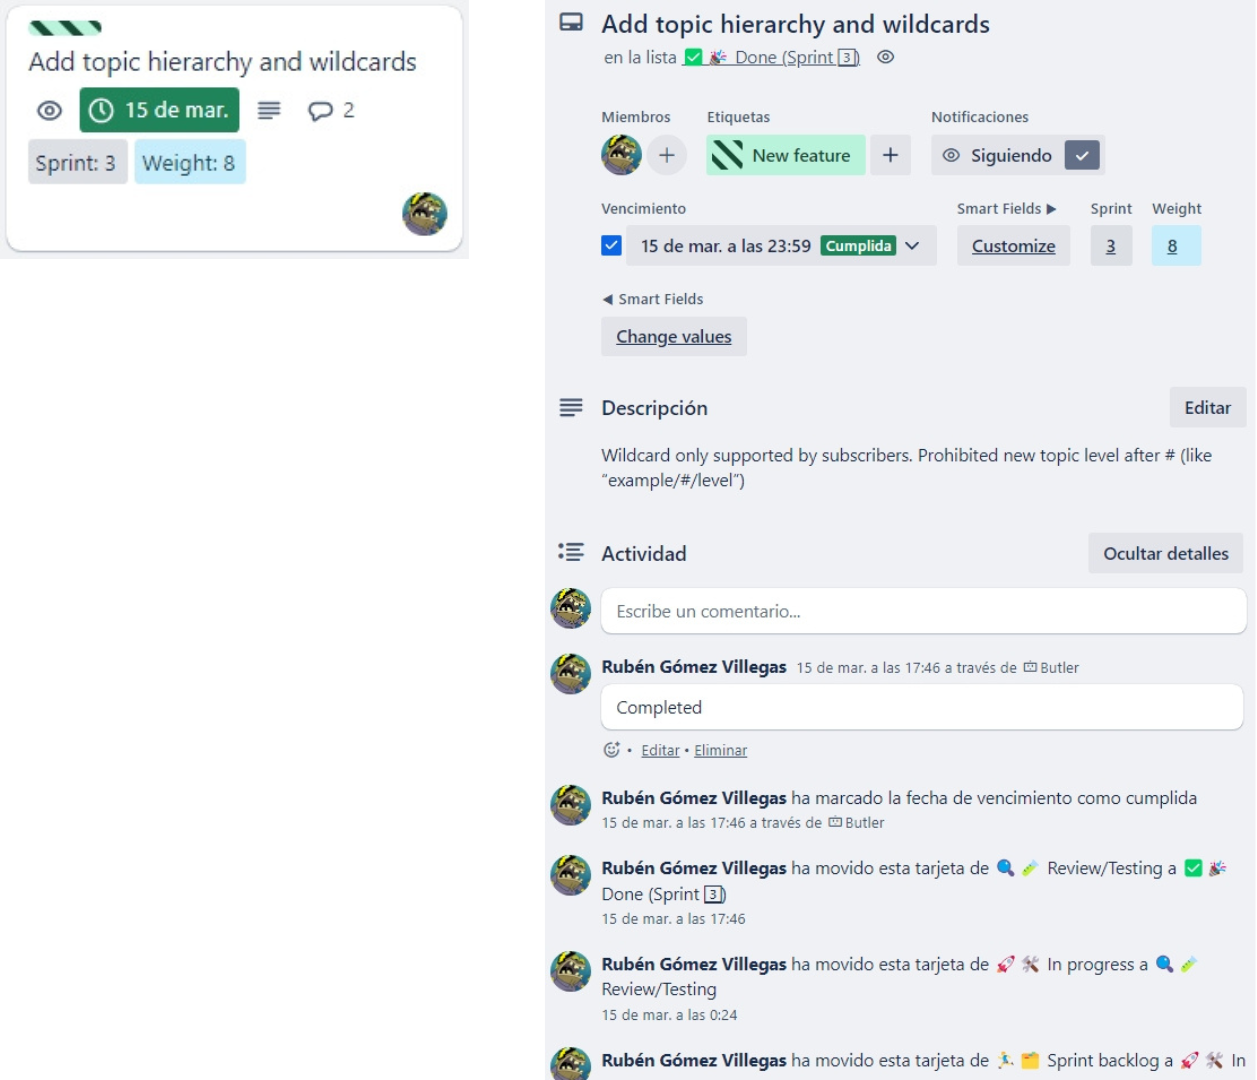 Add topic hierarchy and wildcards
15 de mar.
2
Sprint: 3
Weight: 8
Add topic hierarchy and wildcards
en la lista ✅ 🎉 Done (Sprint 3️⃣)
Miembros
Etiquetas
Notificaciones
New feature
Siguiendo
Vencimiento
Smart Fields ▶
Sprint
Weight
15 de mar. a las 23:59 Cumplida
Customize
3
8
◀ Smart Fields
Change values
Descripción
Editar
Wildcard only supported by subscribers. Prohibited new topic level after # (like
“example/#/level”)
Actividad
Ocultar detalles
Escribe un comentario...
Rubén Gómez Villegas 15 de mar. a las 17:46 a través de Butler
Completed
• Editar • Eliminar
Rubén Gómez Villegas ha marcado la fecha de vencimiento como cumplida
15 de mar. a las 17:46 a través de Butler
Rubén Gómez Villegas ha movido esta tarjeta de 🔍 🧪 Review/Testing a ✅ 🎉
Done (Sprint 3️⃣)
15 de mar. a las 17:46
Rubén Gómez Villegas ha movido esta tarjeta de 🚀 🛠 In progress a 🔍 🧪
Review/Testing
15 de mar. a las 0:24
Rubén Gómez Villegas ha movido esta tarjeta de 🏃 🗂 Sprint backlog a 🚀 🛠 In